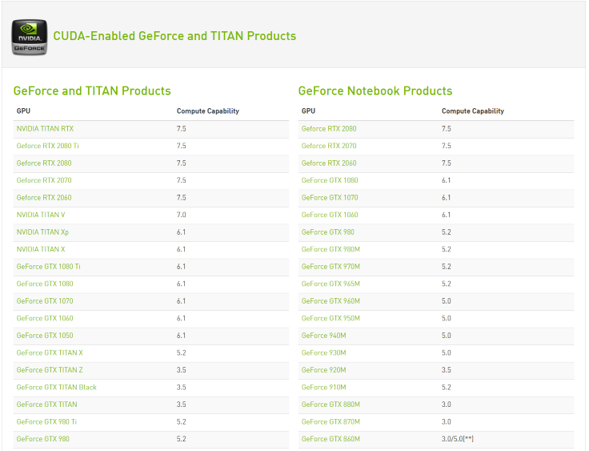 NVIDIA.
GEFORCE
CUDA-Enabled GeForce and TITAN Products
GeForce and TITAN Products
GPU Compute Capability
NVIDIA TITAN RTX 7.5
Geforce RTX 2080 Ti 7.5
Geforce RTX 2080 7.5
Geforce RTX 2070 7.5
Geforce RTX 2060 7.5
NVIDIA TITAN V 7.0
NVIDIA TITAN Xp 6.1
NVIDIA TITAN X 6.1
GeForce GTX 1080 Ti 6.1
GeForce GTX 1080 6.1
GeForce GTX 1070 6.1
GeForce GTX 1060 6.1
GeForce GTX 1050 6.1
GeForce GTX TITAN X 5.2
GeForce GTX TITAN Z 3.5
GeForce GTX TITAN Black 3.5
GeForce GTX TITAN 3.5
GeForce GTX 980 Ti 5.2
GeForce GTX 980 5.2
GeForce Notebook Products
GPU Compute Capability
Geforce RTX 2080 7.5
Geforce RTX 2070 7.5
Geforce RTX 2060 7.5
GeForce GTX 1080 6.1
GeForce GTX 1070 6.1
GeForce GTX 1060 6.1
GeForce GTX 980 5.2
GeForce GTX 980M 5.2
GeForce GTX 970M 5.2
GeForce GTX 965M 5.2
GeForce GTX 960M 5.0
GeForce GTX 950M 5.0
GeForce 940M 5.0
GeForce 930M 5.0
GeForce 920M 3.5
GeForce 910M 5.2
GeForce GTX 880M 3.0
GeForce GTX 870M 3.0
GeForce GTX 860M 3.0/5.0[**]